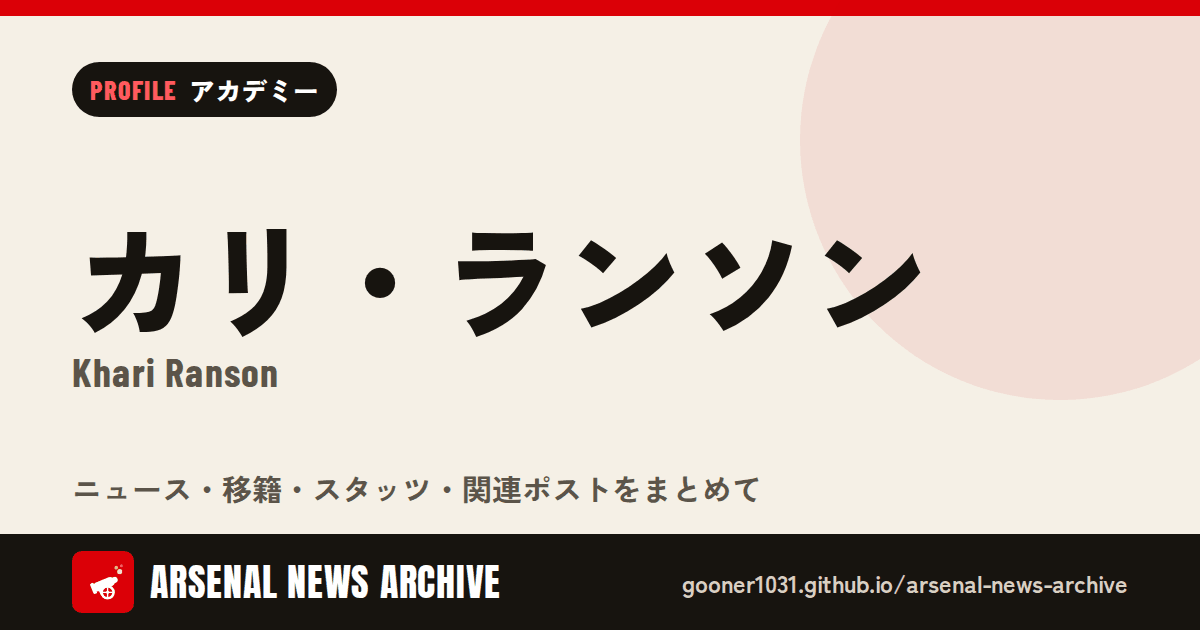 PROFILE アカデミー
カリ・ランソン
Khari Ranson
ニュース・移籍・スタッツ・関連ポストをまとめて
ARSENAL NEWS ARCHIVE
gooner1031.github.io/arsenal-news-archive